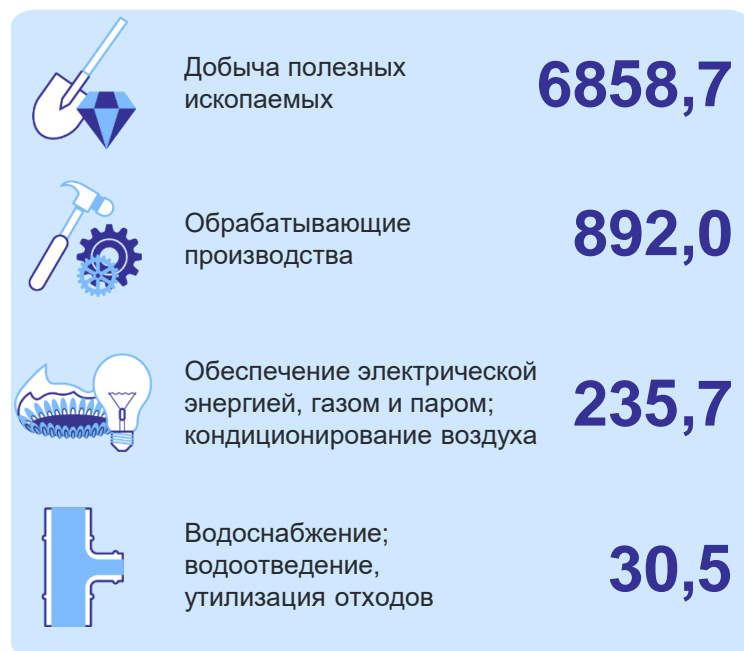 Добыча полезных
ископаемых
6858,7
Обрабатывающие
производства
892,0
Обеспечение электрической
энергией, газом и паром;
кондиционирование воздуха
235,7
Водоснабжение;
водоотведение,
утилизация отходов
30,5